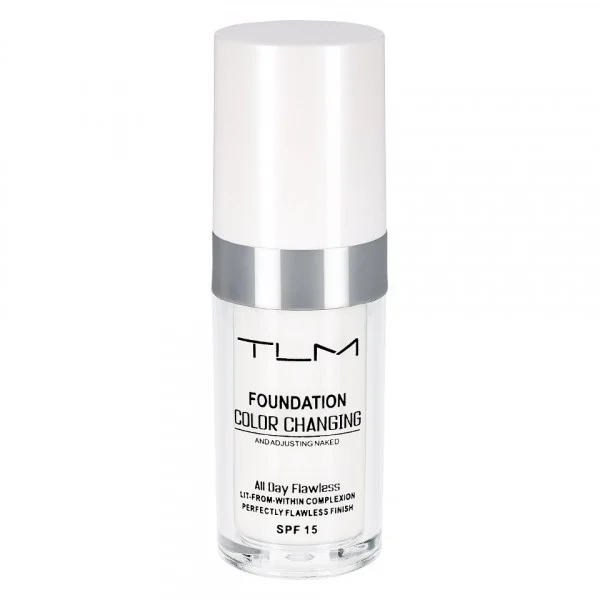 TLM
FOUNDATION
COLOR CHANGING
AND ADJUSTING NAKED
All Day Flawless
LIT-FROM-WITHIN COMPLEXION
PERFECTLY FLAWLESS FINISH
SPF 15